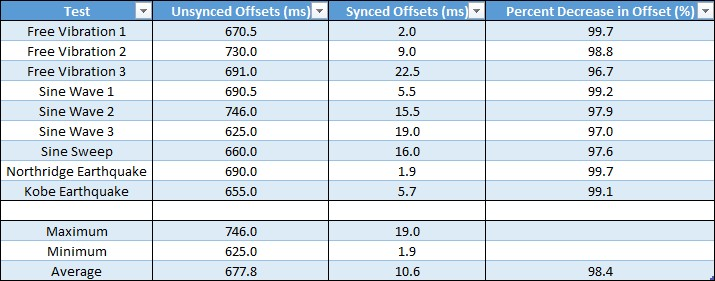 Test Unsynced Offsets (ms) Synced Offsets (ms) Percent Decrease in Offset (%)
Free Vibration 1 670.5 2.0 99.7
Free Vibration 2 730.0 9.0 98.8
Free Vibration 3 691.0 22.5 96.7
Sine Wave 1 690.5 5.5 99.2
Sine Wave 2 746.0 15.5 97.9
Sine Wave 3 625.0 19.0 97.0
Sine Sweep 660.0 16.0 97.6
Northridge Earthquake 690.0 1.9 99.7
Kobe Earthquake 655.0 5.7 99.1
Maximum 746.0 19.0
Minimum 625.0 1.9
Average 677.8 10.6 98.4